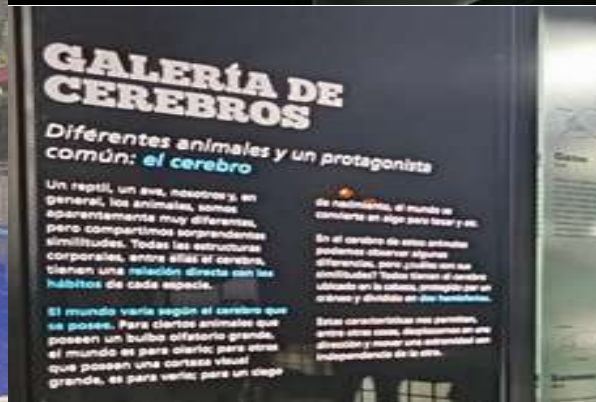 GALERÍA DE
CEREBROS
Diferentes animales y un protagonista
común: el cerebro
Un reptil, un ave, nosotros y, en
general, los animales, somos
aparentemente muy diferentes,
pero compartimos sorprendentes
similitudes. Todas las estructuras
corporales, entre ellas el cerebro,
tienen una relación directa con los
hábitos de cada especie.
El mundo varía según el cerebro que
se posee. Para ciertos animales que
poseen un bulbo olfatorio grande,
el mundo es para olerlo; para otros
que poseen una corteza visual
grande, es para verlo; para un ciego
de nacimiento, el mundo se
convierte en algo para tocar y oír.
En el cerebro de estos animales
podemos observar algunas
diferencias, pero ¿cuáles son sus
similitudes? Todos tienen el cerebro
ubicado en la cabeza, protegido por un
cráneo y dividido en dos hemisferios.
Estas características nos permiten,
entre otras cosas, desplazarnos en una
dirección y mover una extremidad con
independencia de la otra.